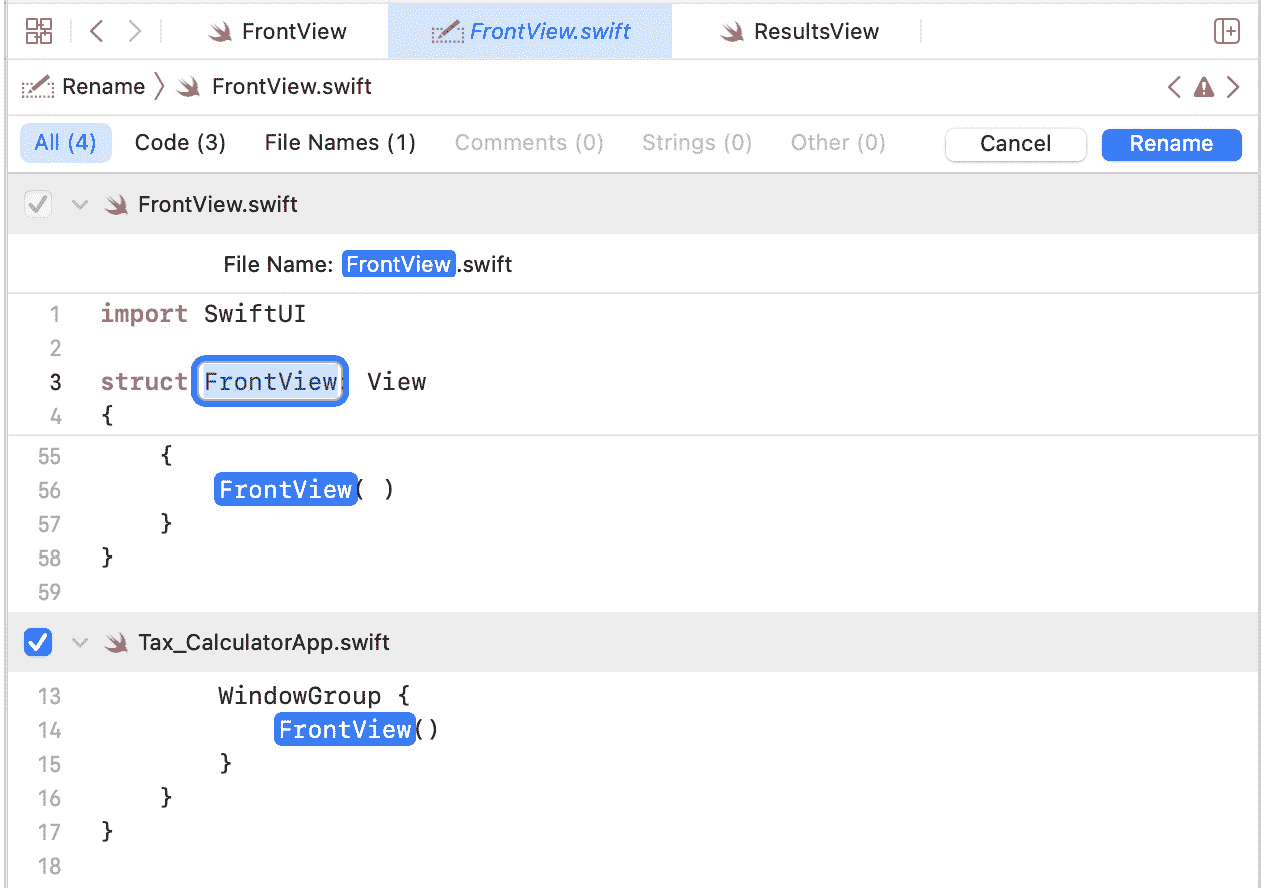 FrontView FrontView.swift ResultsView
Rename FrontView.swift
All (4) Code (3) File Names (1) Comments (0) Strings (0) Other (0) Cancel Rename
FrontView.swift
File Name: FrontView.swift
1 import SwiftUI
2
3 struct FrontView: View
4 {
55 {
56 FrontView( )
57 }
58 }
59
Tax_CalculatorApp.swift
13 WindowGroup {
14 FrontView()
15 }
16 }
17 }
18